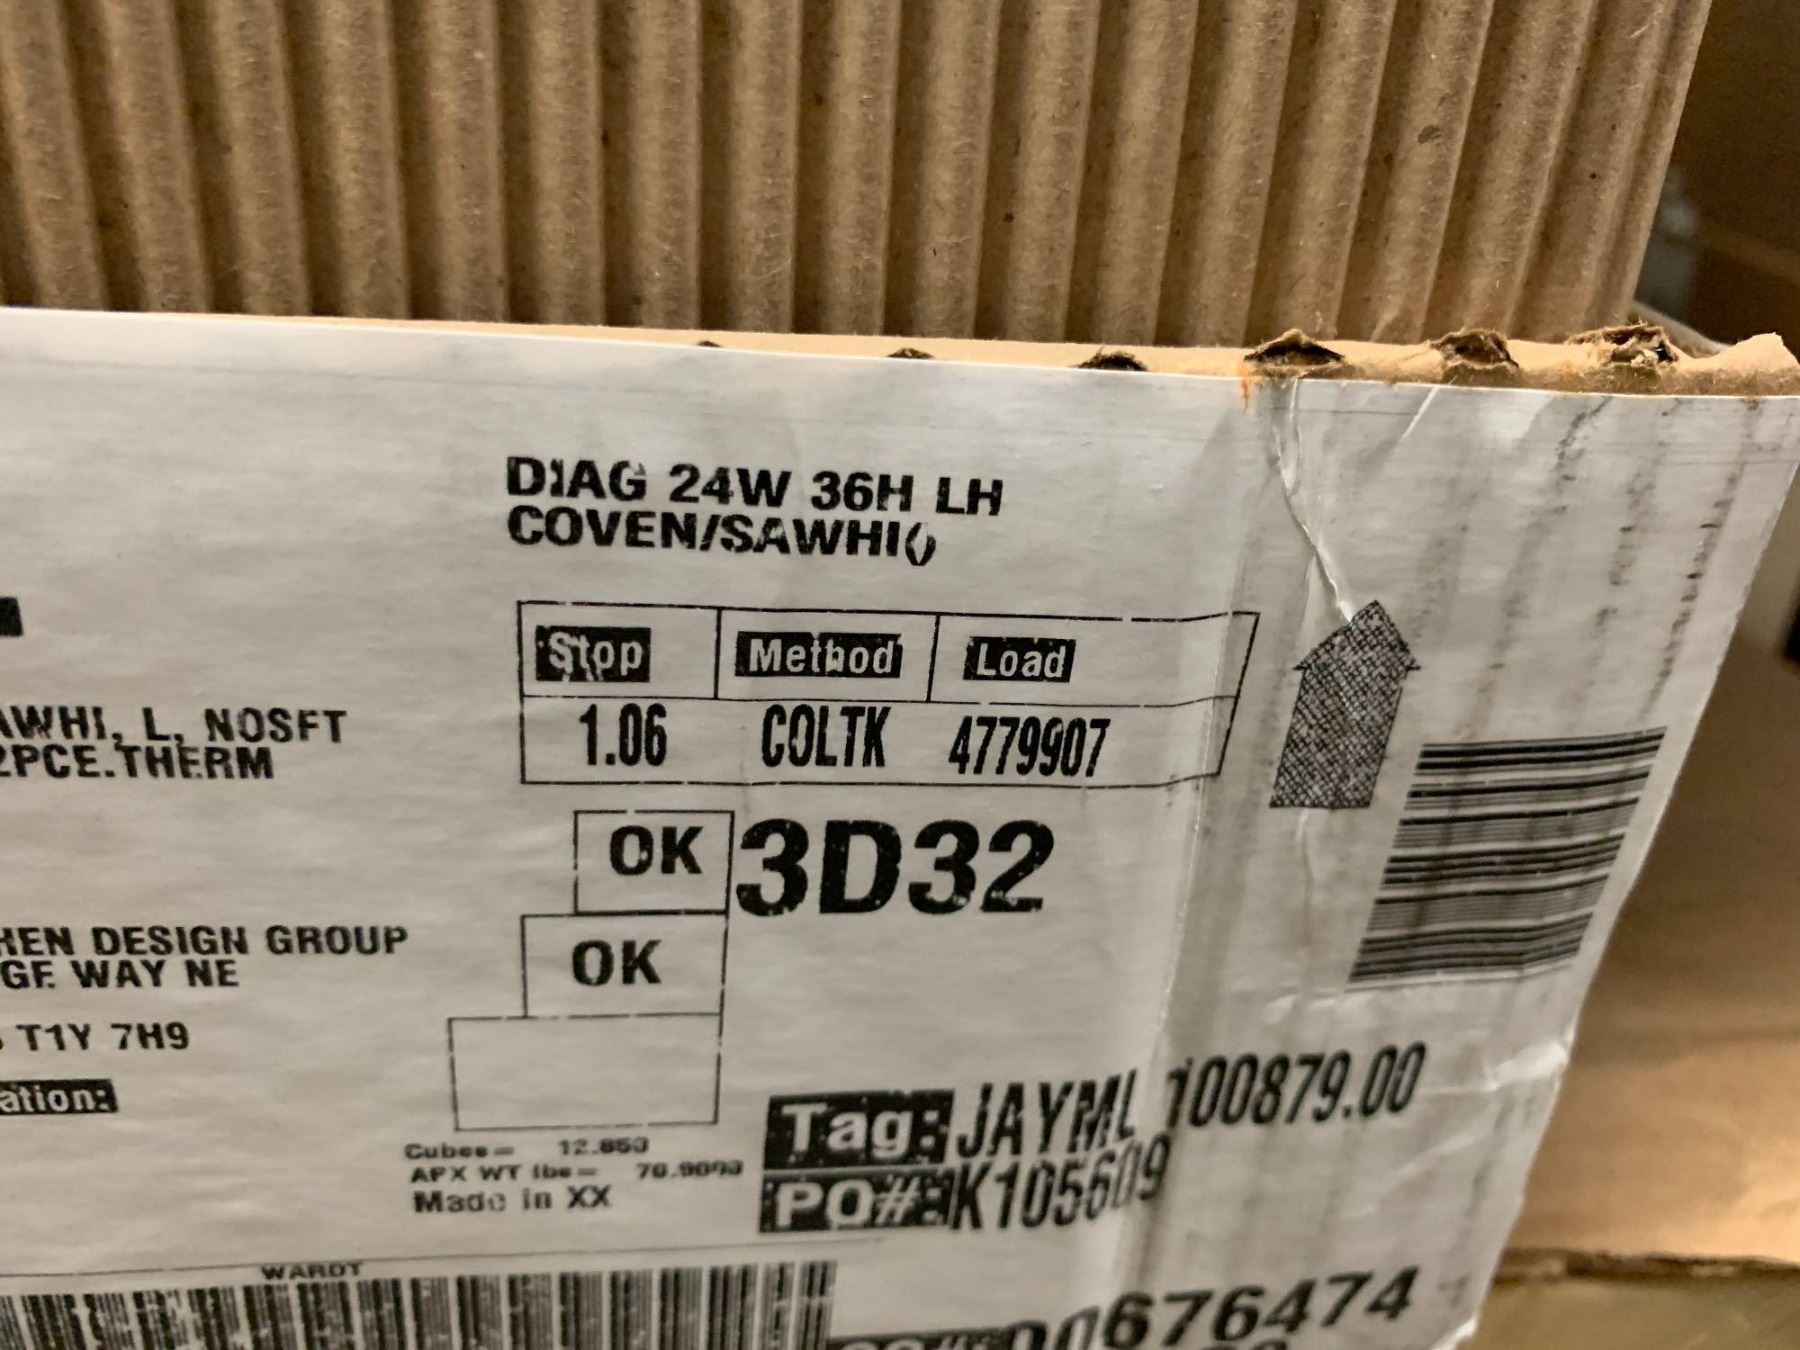 DIAG 24W 36H LH
COVEN/SAWHI()
Stop Method Load
1.06 COLTK 4779907
AWHI, L, NOSFT
2PCE.THERM
OK 3D32
OK
HEN DESIGN GROUP
GE WAY NE
T1Y 7H9
ation:
Cubes= 12.853
APX WT lbs= 70.9000
Made in XX
Tag: JAYML 100879.00
PO#: K105609
WARDT
00676474